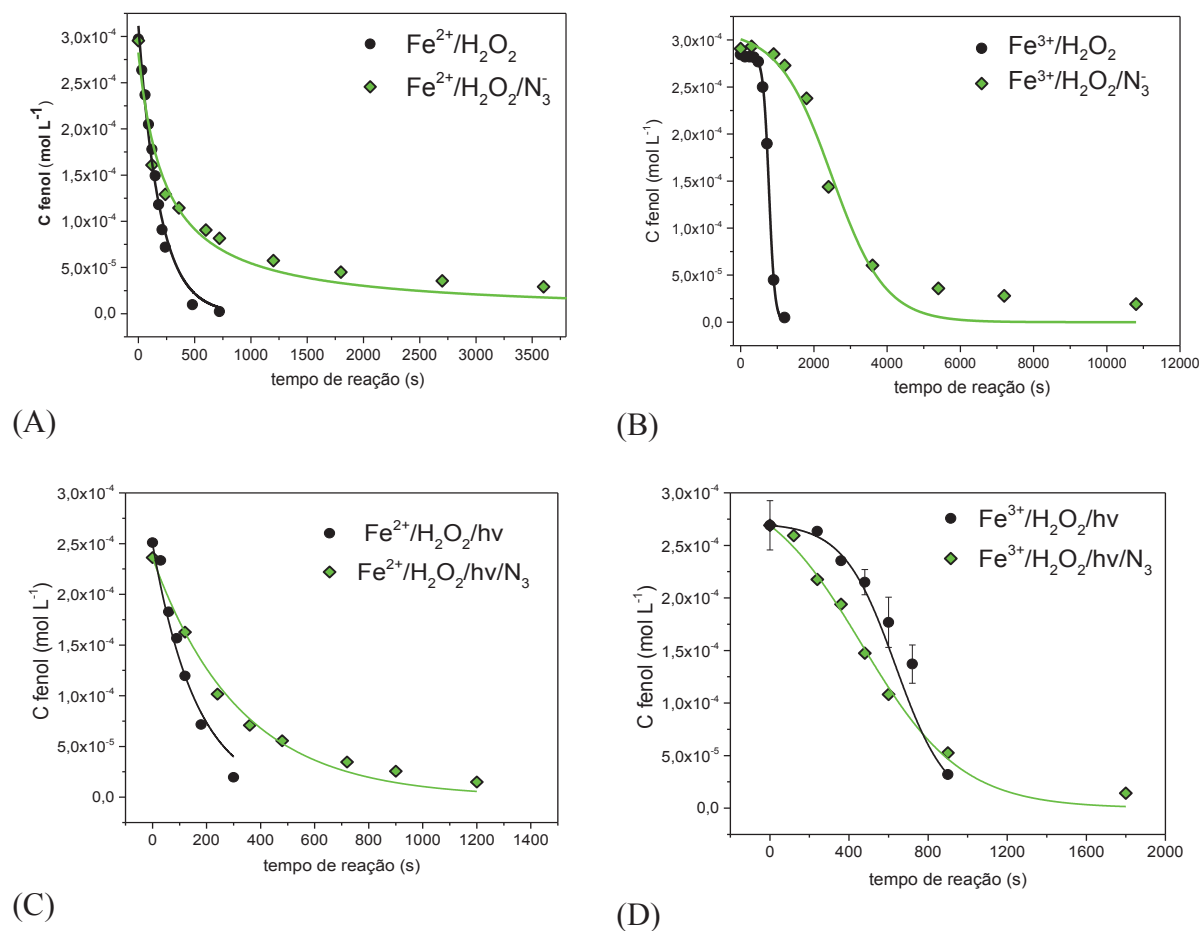 3,0x10⁻⁴
2,5x10⁻⁴
2,0x10⁻⁴
1,5x10⁻⁴
1,0x10⁻⁴
5,0x10⁻⁵
0,0
C fenol (mol L⁻¹)
Fe²⁺/H₂O₂
Fe²⁺/H₂O₂/N₃⁻
0 500 1000 1500 2000 2500 3000 3500
tempo de reação (s)
(A)
3,0x10⁻⁴
2,5x10⁻⁴
2,0x10⁻⁴
1,5x10⁻⁴
1,0x10⁻⁴
5,0x10⁻⁵
0,0
C fenol (mol L⁻¹)
Fe³⁺/H₂O₂
Fe³⁺/H₂O₂/N₃⁻
0 2000 4000 6000 8000 10000 12000
tempo de reação (s)
(B)
3,0x10⁻⁴
2,5x10⁻⁴
2,0x10⁻⁴
1,5x10⁻⁴
1,0x10⁻⁴
5,0x10⁻⁵
0,0
C fenol (mol L⁻¹)
Fe²⁺/H₂O₂/hv
Fe²⁺/H₂O₂/hv/N₃
0 200 400 600 800 1000 1200 1400
tempo de reação (s)
(C)
3,0x10⁻⁴
2,5x10⁻⁴
2,0x10⁻⁴
1,5x10⁻⁴
1,0x10⁻⁴
5,0x10⁻⁵
0,0
C fenol (mol L⁻¹)
Fe³⁺/H₂O₂/hv
Fe³⁺/H₂O₂/hv/N₃
0 400 800 1200 1600 2000
tempo de reação (s)
(D)